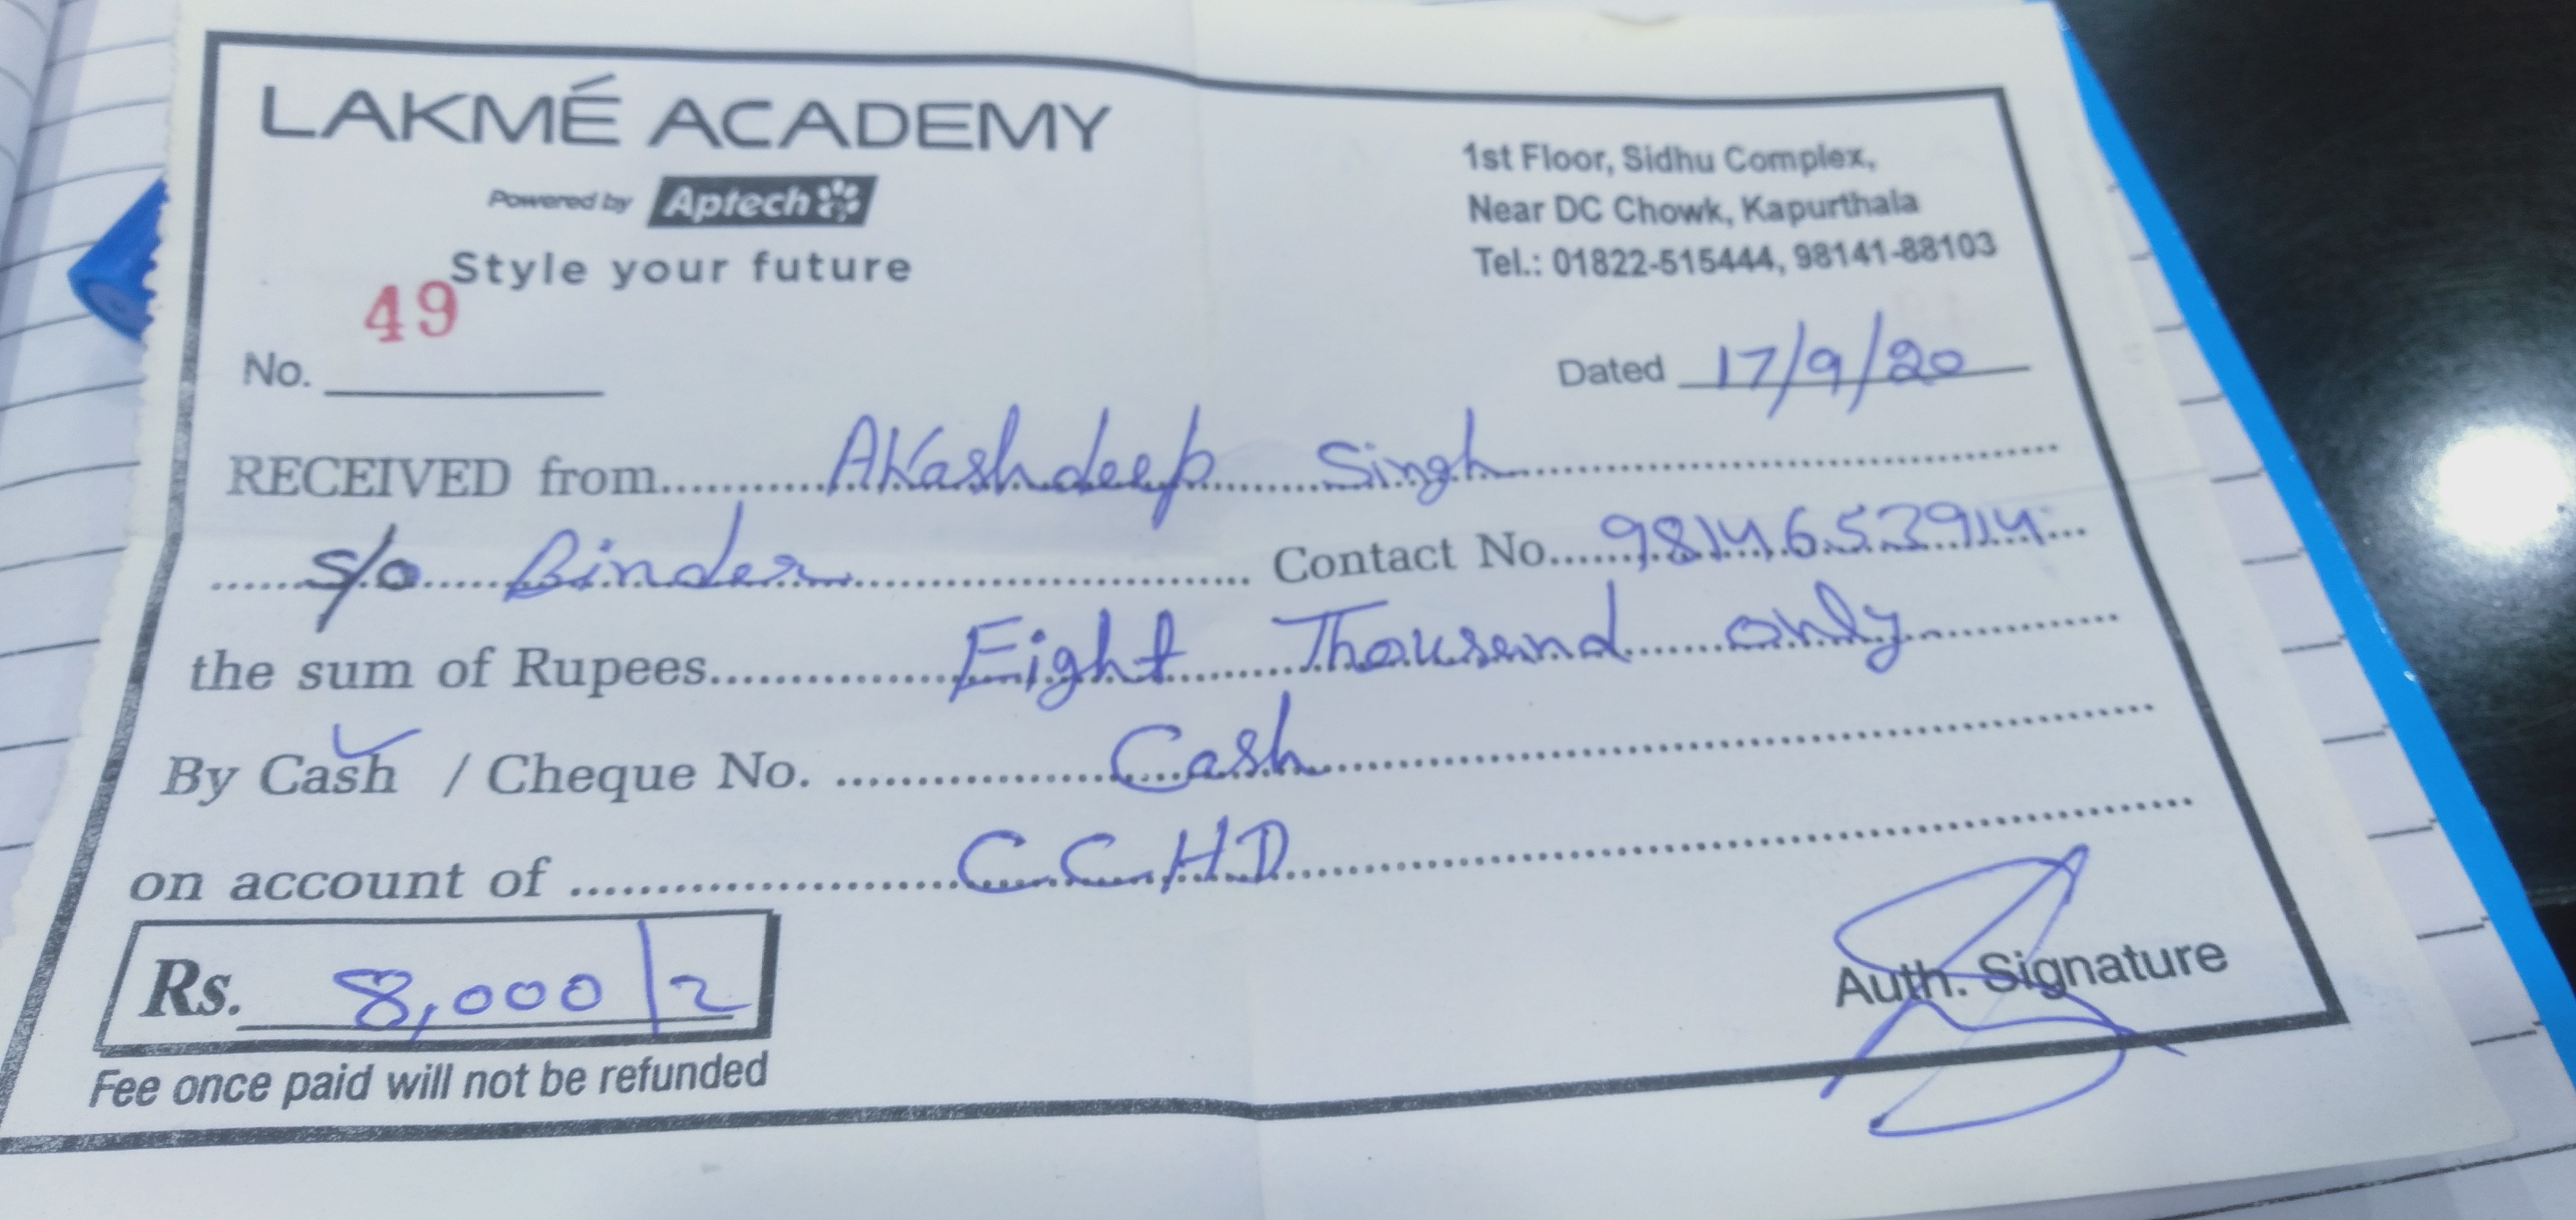 LAKMÉ ACADEMY
Powered by Aptech
Style your future
1st Floor, Sidhu Complex,
Near DC Chowk, Kapurthala
Tel.: 01822-515444, 98141-88103
No. 49
Dated 17/9/20
RECEIVED from AKashdeep Singh
S/o Binder Contact No. 9814653914
the sum of Rupees Eight Thousand only
By Cash / Cheque No. Cash
on account of C.C.H.D
Rs. 8,000/2
Auth. Signature
Fee once paid will not be refunded